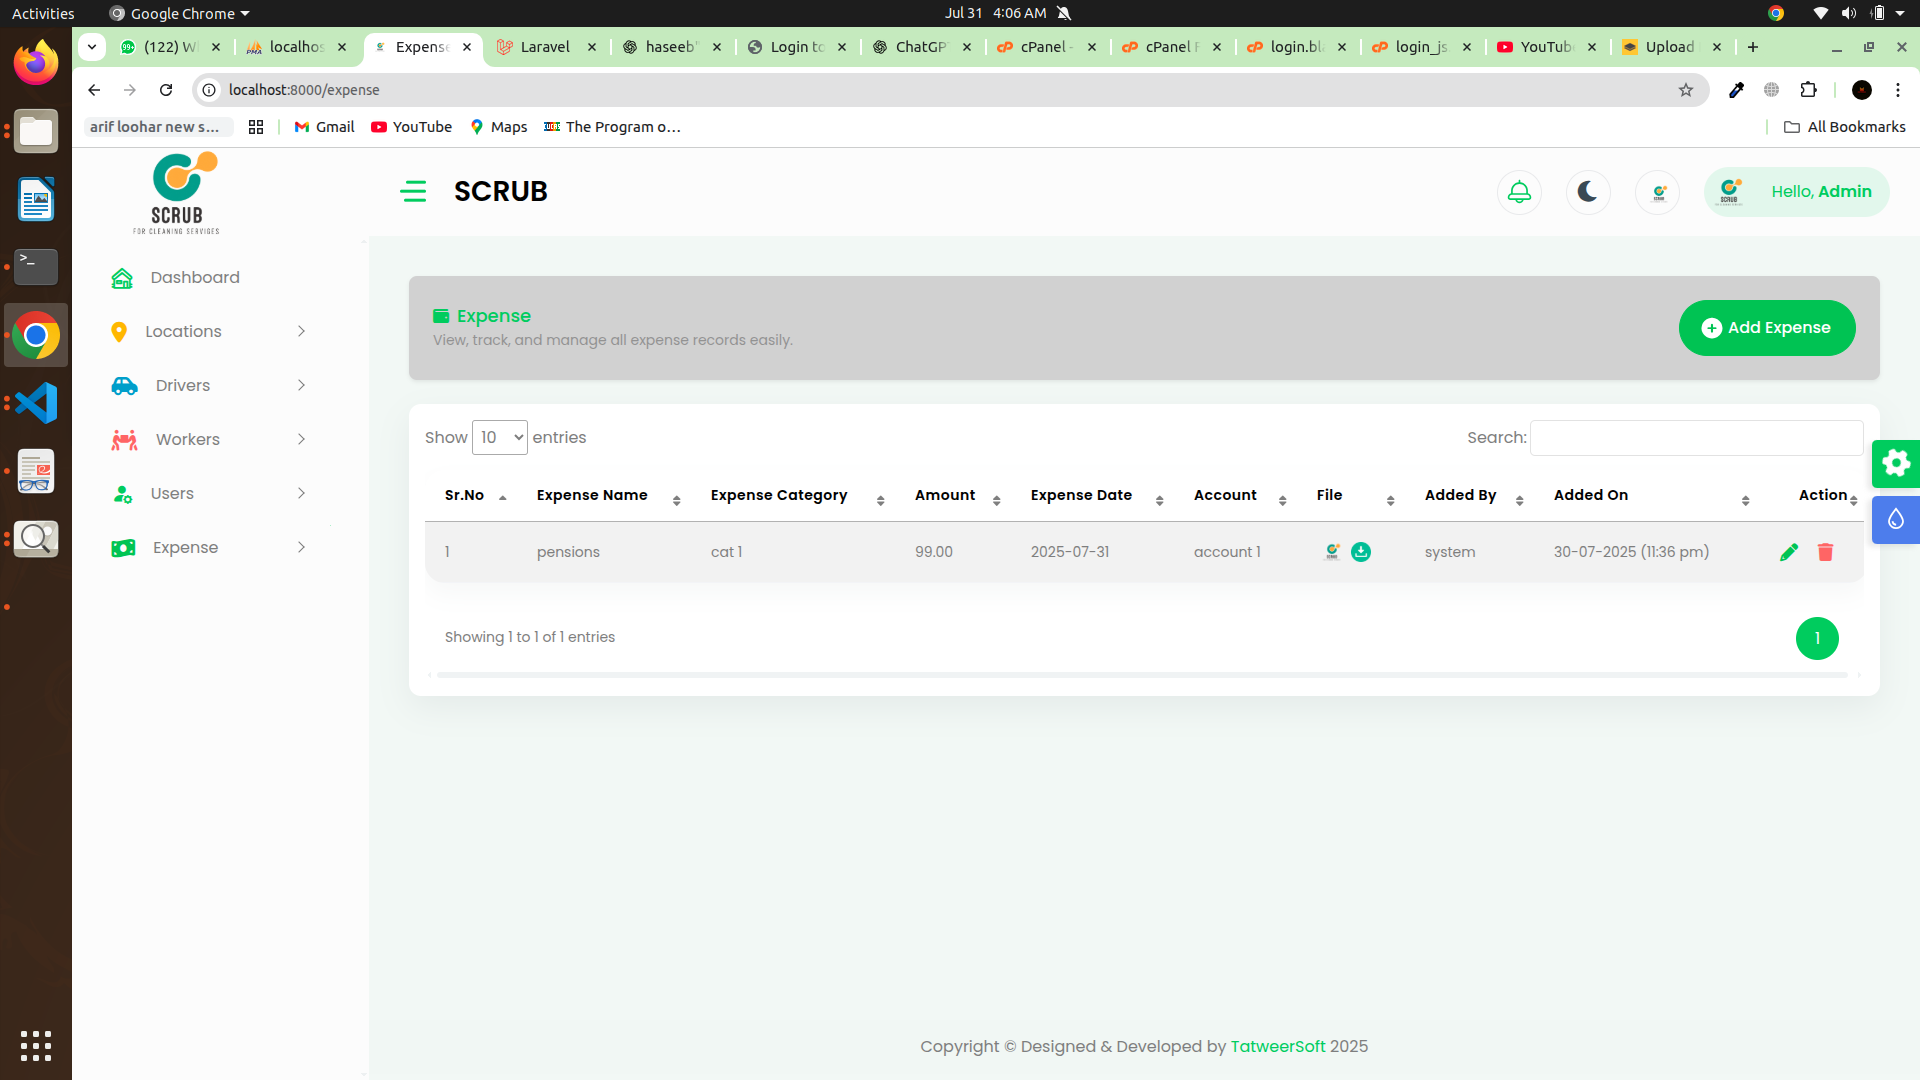 Activities Google Chrome Jul 31 4:06 AM
(122) W localhos Expense Laravel haseeb Login to ChatGP cPanel - cPanel F login.bla login_js. YouTub Upload
localhost:8000/expense
arif loohar new s... Gmail YouTube Maps The Program o... All Bookmarks
SCRUB
FOR CLEANING SERVICES
SCRUB
Hello, Admin
Dashboard
Locations
Drivers
Workers
Users
Expense
Expense
View, track, and manage all expense records easily.
Add Expense
Show 10 entries Search:
Sr.No Expense Name Expense Category Amount Expense Date Account File Added By Added On Action
1 pensions cat 1 99.00 2025-07-31 account 1 system 30-07-2025 (11:36 pm)
Showing 1 to 1 of 1 entries 1
Copyright © Designed & Developed by TatweerSoft 2025